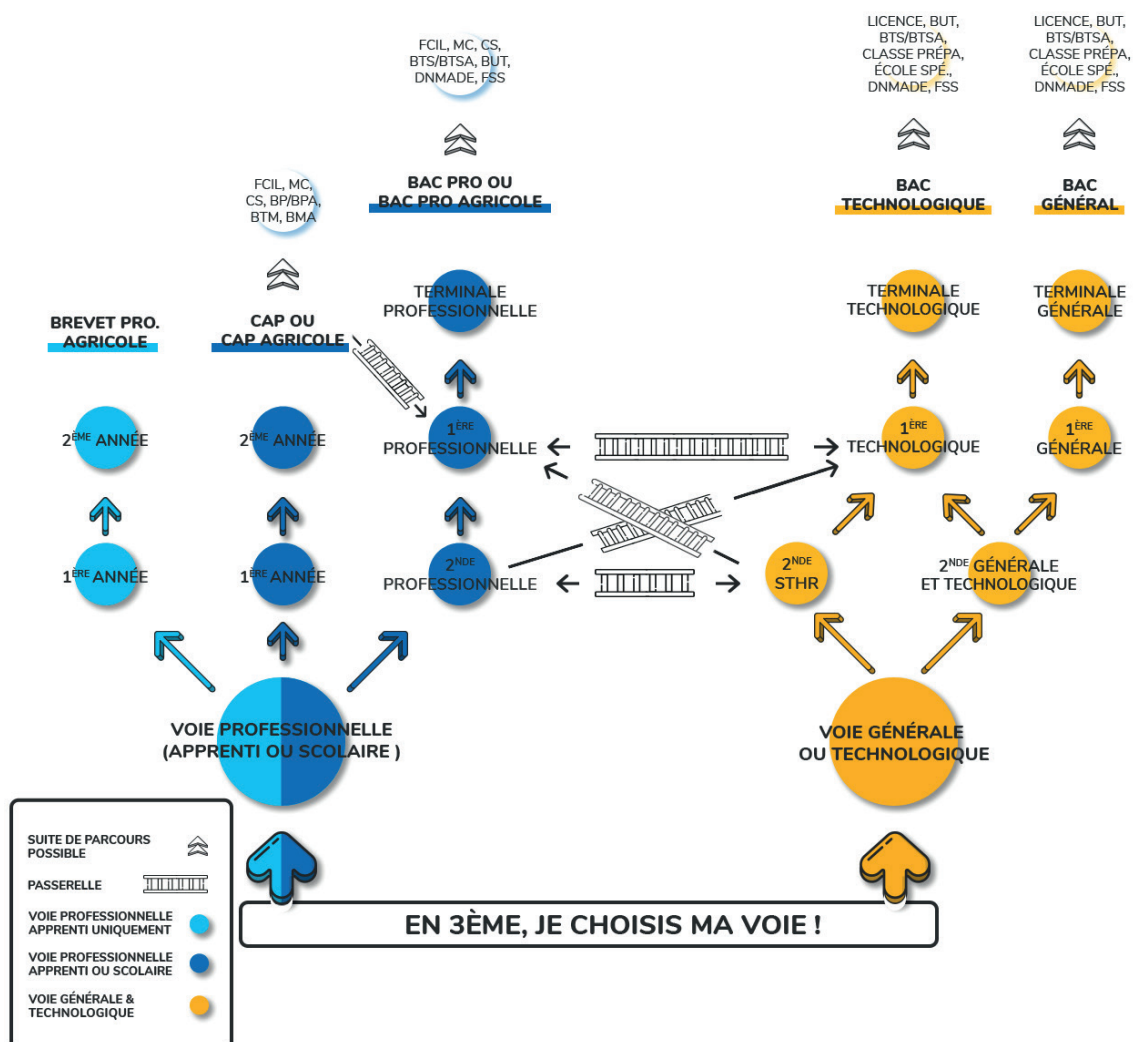 LICENCE, BUT,
BTS/BTSA,
CLASSE PRÉPA,
ÉCOLE SPÉ.,
DNMADE, FSS
LICENCE, BUT,
BTS/BTSA,
CLASSE PRÉPA,
ÉCOLE SPÉ.,
DNMADE, FSS
FCIL, MC, CS,
BTS/BTSA, BUT,
DNMADE, FSS
FCIL, MC,
CS, BP/BPA,
BTM, BMA
BAC PRO OU
BAC PRO AGRICOLE
BAC
TECHNOLOGIQUE
BAC
GÉNÉRAL
TERMINALE
PROFESSIONNELLE
TERMINALE
TECHNOLOGIQUE
TERMINALE
GÉNÉRALE
BREVET PRO.
AGRICOLE
CAP OU
CAP AGRICOLE
2ÈME ANNÉE
2ÈME ANNÉE
1ÈRE
PROFESSIONNELLE
1ÈRE
TECHNOLOGIQUE
1ÈRE
GÉNÉRALE
1ÈRE ANNÉE
1ÈRE ANNÉE
2NDE
PROFESSIONNELLE
2NDE
STHR
2NDE GÉNÉRALE
ET TECHNOLOGIQUE
VOIE PROFESSIONNELLE
(APPRENTI OU SCOLAIRE )
VOIE GÉNÉRALE
OU TECHNOLOGIQUE
EN 3ÈME, JE CHOISIS MA VOIE !
SUITE DE PARCOURS
POSSIBLE
PASSERELLE
VOIE PROFESSIONNELLE
APPRENTI UNIQUEMENT
VOIE PROFESSIONNELLE
APPRENTI OU SCOLAIRE
VOIE GÉNÉRALE &
TECHNOLOGIQUE